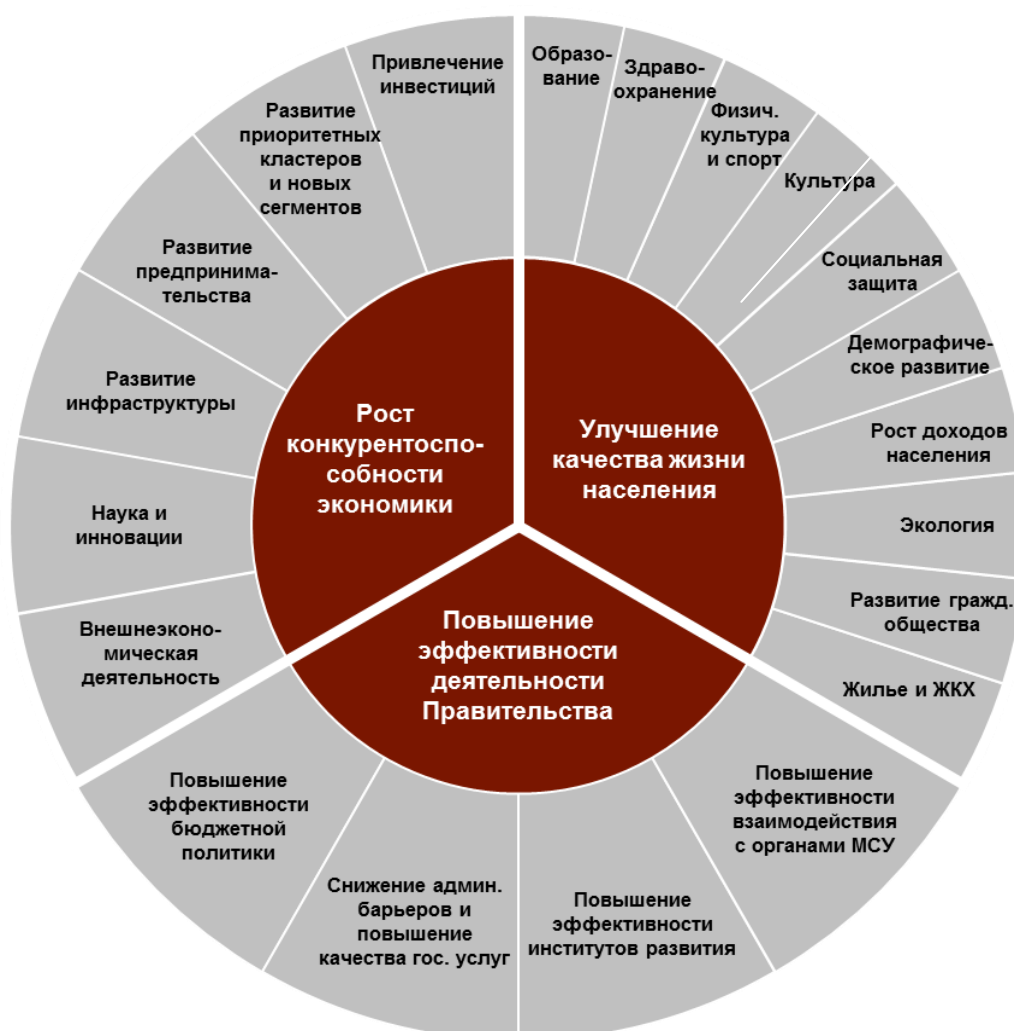 Привлечение
инвестиций
Образо-
вание
Здраво-
охранение
Физич.
культура
и спорт
Культура
Социальная
защита
Демографиче-
ское развитие
Рост доходов
населения
Экология
Развитие гражд.
общества
Жилье и ЖКХ
Повышение
эффективности
взаимодействия
с органами МСУ
Повышение
эффективности
институтов развития
Снижение админ.
барьеров и
повышение
качества гос. услуг
Повышение
эффективности
бюджетной
политики
Внешнеэконо-
мическая
деятельность
Наука и
инновации
Развитие
инфраструктуры
Развитие
предпринима-
тельства
Развитие
приоритетных
кластеров
и новых
сегментов
Рост
конкурентоспо-
собности
экономики
Улучшение
качества жизни
населения
Повышение
эффективности
деятельности
Правительства